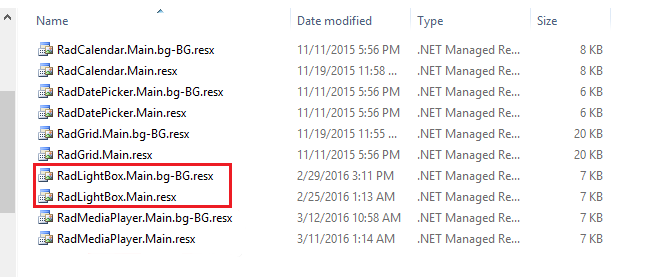 Name Date modified Type Size
RadCalendar.Main.bg-BG.resx 11/11/2015 5:56 PM .NET Managed Re... 8 KB
RadCalendar.Main.resx 11/19/2015 11:58 ... .NET Managed Re... 8 KB
RadDatePicker.Main.bg-BG.resx 11/11/2015 5:56 PM .NET Managed Re... 6 KB
RadDatePicker.Main.resx 11/11/2015 5:56 PM .NET Managed Re... 6 KB
RadGrid.Main.bg-BG.resx 11/19/2015 11:55 ... .NET Managed Re... 20 KB
RadGrid.Main.resx 11/11/2015 5:56 PM .NET Managed Re... 20 KB
RadLightBox.Main.bg-BG.resx 2/29/2016 3:11 PM .NET Managed Re... 7 KB
RadLightBox.Main.resx 2/25/2016 1:13 AM .NET Managed Re... 7 KB
RadMediaPlayer.Main.bg-BG.resx 3/12/2016 10:58 AM .NET Managed Re... 7 KB
RadMediaPlayer.Main.resx 3/11/2016 1:14 AM .NET Managed Re... 7 KB